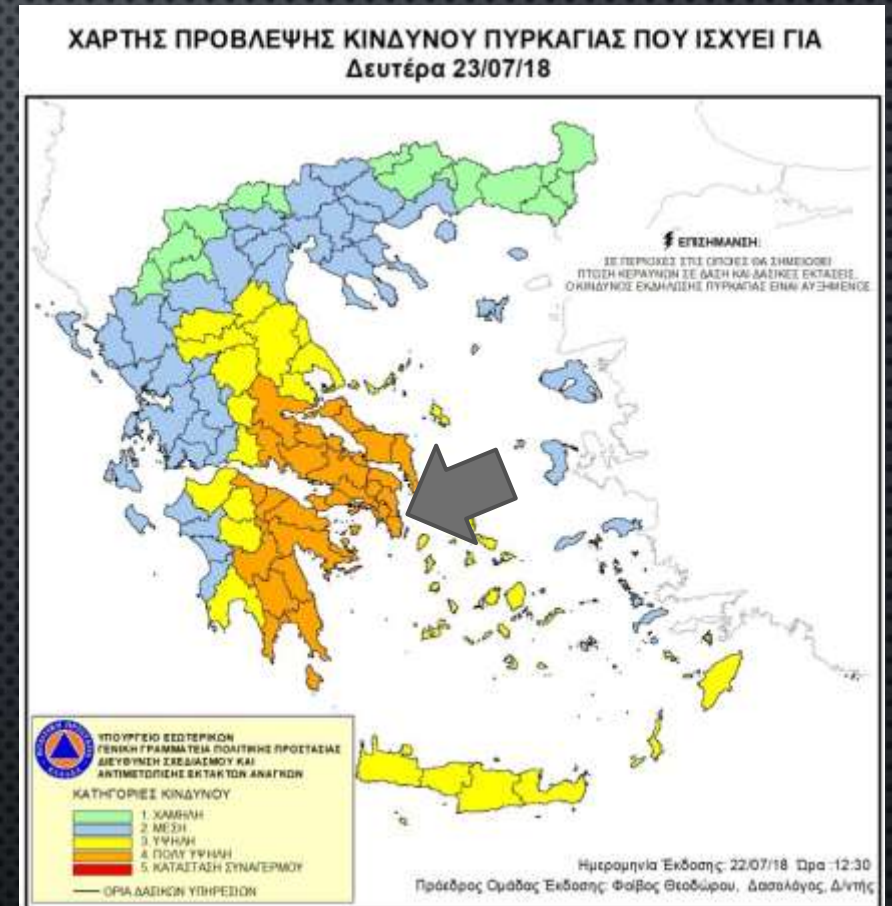 ΧΑΡΤΗΣ ΠΡΟΒΛΕΨΗΣ ΚΙΝΔΥΝΟΥ ΠΥΡΚΑΓΙΑΣ ΠΟΥ ΙΣΧΥΕΙ ΓΙΑ
Δευτέρα 23/07/18
ΕΠΙΣΗΜΑΝΣΗ:
ΣΕ ΠΕΡΙΟΧΕΣ ΣΤΙΣ ΟΠΟΙΕΣ ΘΑ ΣΗΜΕΙΩΘΕΙ
ΠΤΩΣΗ ΚΕΡΑΥΝΩΝ ΣΕ ΔΑΣΗ ΚΑΙ ΔΑΣΙΚΕΣ ΕΚΤΑΣΕΙΣ,
Ο ΚΙΝΔΥΝΟΣ ΕΚΔΗΛΩΣΗΣ ΠΥΡΚΑΓΙΑΣ ΕΙΝΑΙ ΑΥΞΗΜΕΝΟΣ
ΥΠΟΥΡΓΕΙΟ ΕΣΩΤΕΡΙΚΩΝ
ΓΕΝΙΚΗ ΓΡΑΜΜΑΤΕΙΑ ΠΟΛΙΤΙΚΗΣ ΠΡΟΣΤΑΣΙΑΣ
ΔΙΕΥΘΥΝΣΗ ΣΧΕΔΙΑΣΜΟΥ ΚΑΙ
ΑΝΤΙΜΕΤΩΠΙΣΗΣ ΕΚΤΑΚΤΩΝ ΑΝΑΓΚΩΝ
ΚΑΤΗΓΟΡΙΕΣ ΚΙΝΔΥΝΟΥ
1. ΧΑΜΗΛΗ
2. ΜΕΣΗ
3. ΥΨΗΛΗ
4. ΠΟΛΥ ΥΨΗΛΗ
5. ΚΑΤΑΣΤΑΣΗ ΣΥΝΑΓΕΡΜΟΥ
ΟΡΙΑ ΔΑΣΙΚΩΝ ΥΠΗΡΕΣΙΩΝ
Ημερομηνία Έκδοσης: 22/07/18 Ώρα :12:30
Πρόεδρος Ομάδας Έκδοσης: Φοίβος Θεοδώρου, Δασολόγος, Δ/ντής